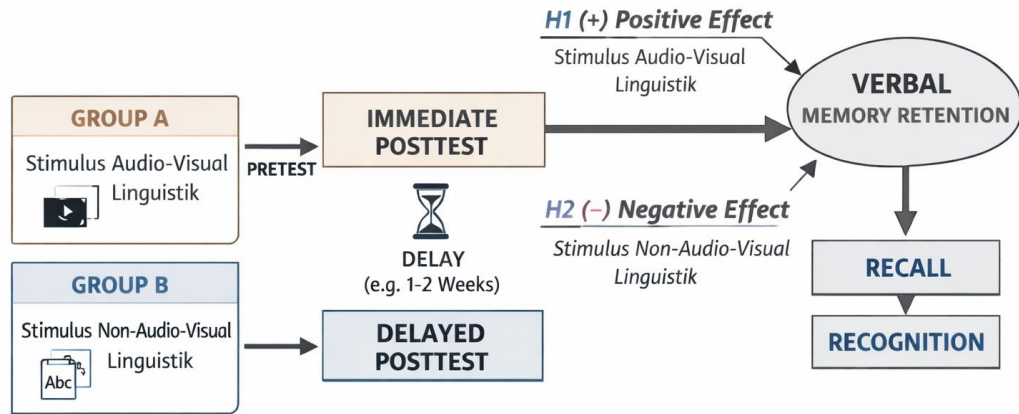 GROUP A
Stimulus Audio-Visual
Linguistik
PRETEST
IMMEDIATE
POSTTEST
DELAY
(e.g. 1-2 Weeks)
GROUP B
Stimulus Non-Audio-Visual
Linguistik
Abc
DELAYED
POSTTEST
H1 (+) Positive Effect
Stimulus Audio-Visual
Linguistik
H2 (−) Negative Effect
Stimulus Non-Audio-Visual
Linguistik
VERBAL
MEMORY RETENTION
RECALL
RECOGNITION